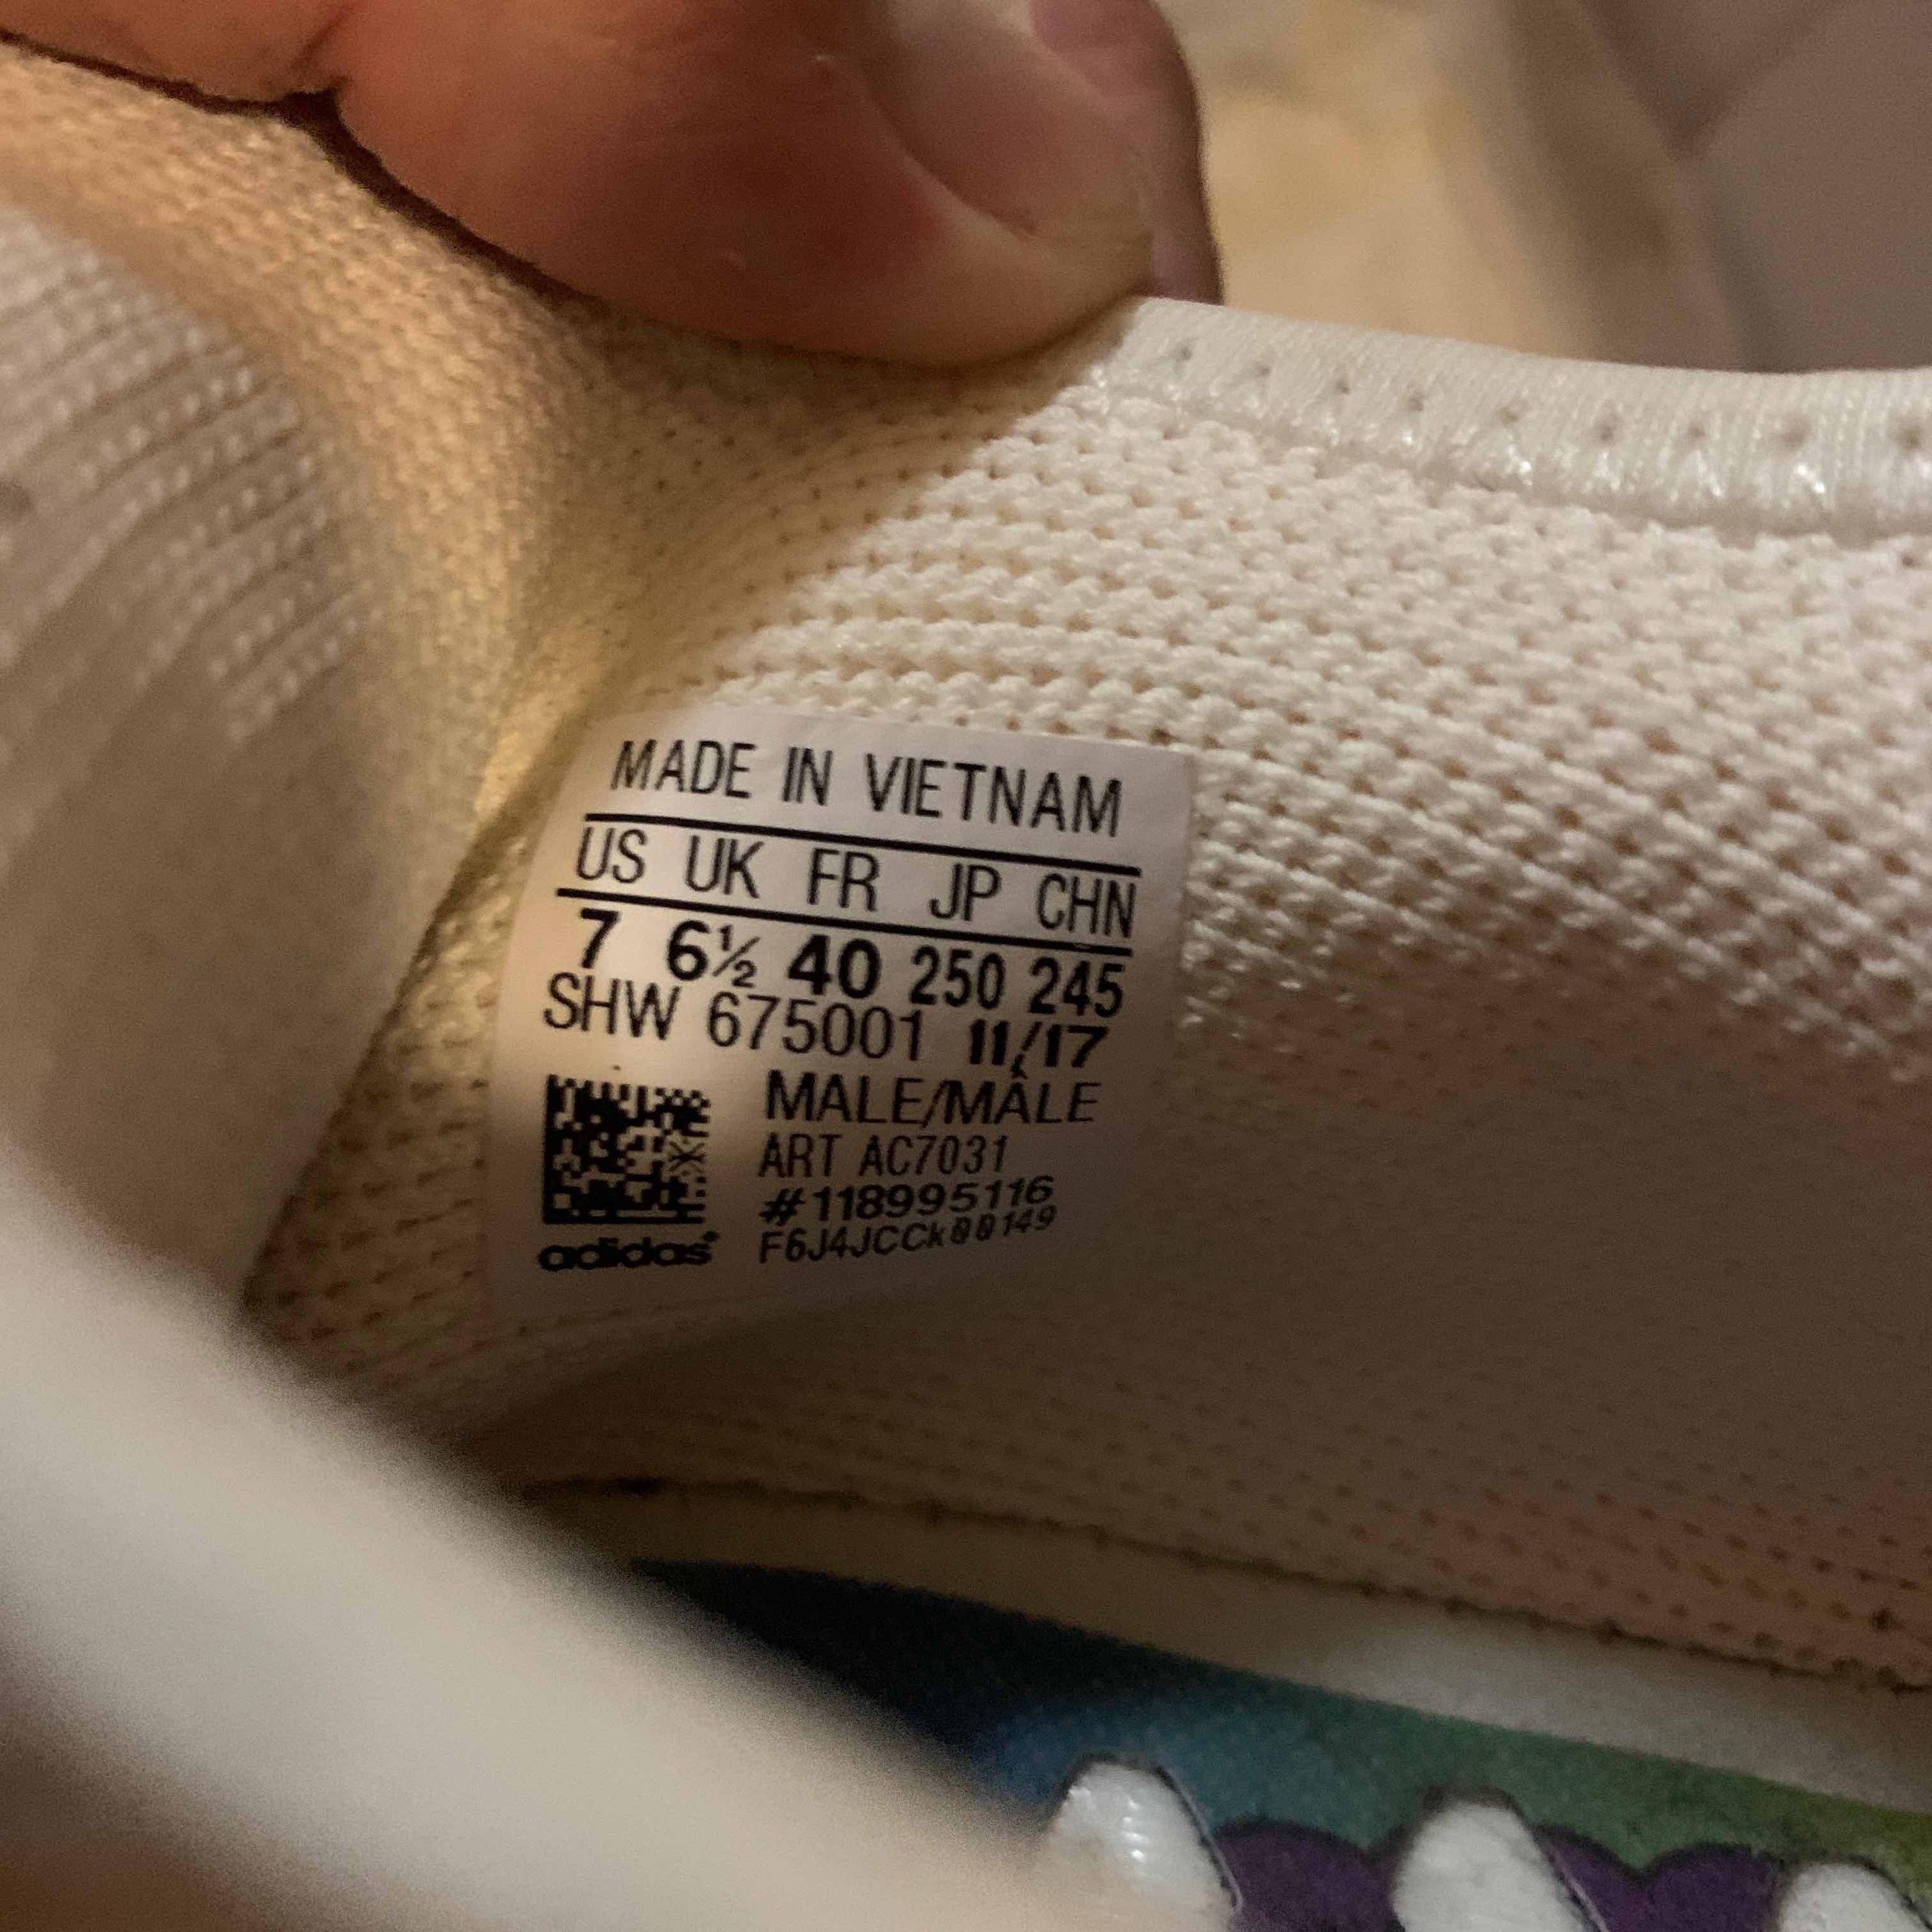 MADE IN VIETNAM
US UK FR JP CHN
7 6½ 40 250 245
SHW 675001 11/17
MALE/MÂLE
ART AC7031
#118995116
F6J4JCCk00149
adidas